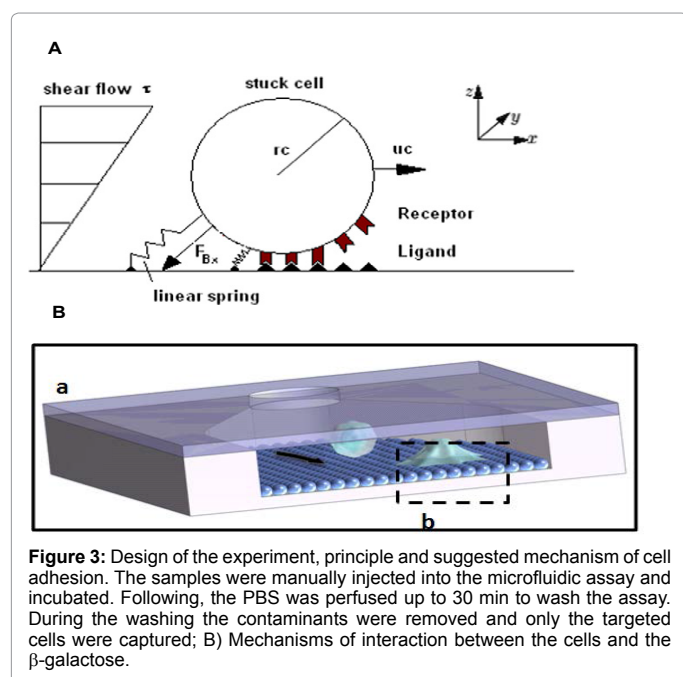 A
shear flow τ
stuck cell
rc
uc
z
y
x
Receptor
Ligand
F_B,x
linear spring
B
a
b
Figure 3: Design of the experiment, principle and suggested mechanism of cell
adhesion. The samples were manually injected into the microfluidic assay and
incubated. Following, the PBS was perfused up to 30 min to wash the assay.
During the washing the contaminants were removed and only the targeted
cells were captured; B) Mechanisms of interaction between the cells and the
β-galactose.